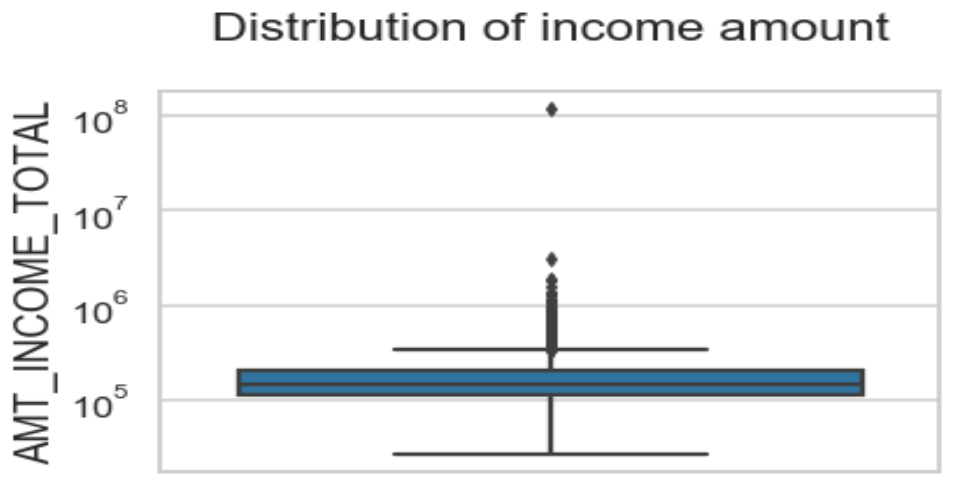 Distribution of income amount
AMT_INCOME_TOTAL
10^8
10^7
10^6
10^5